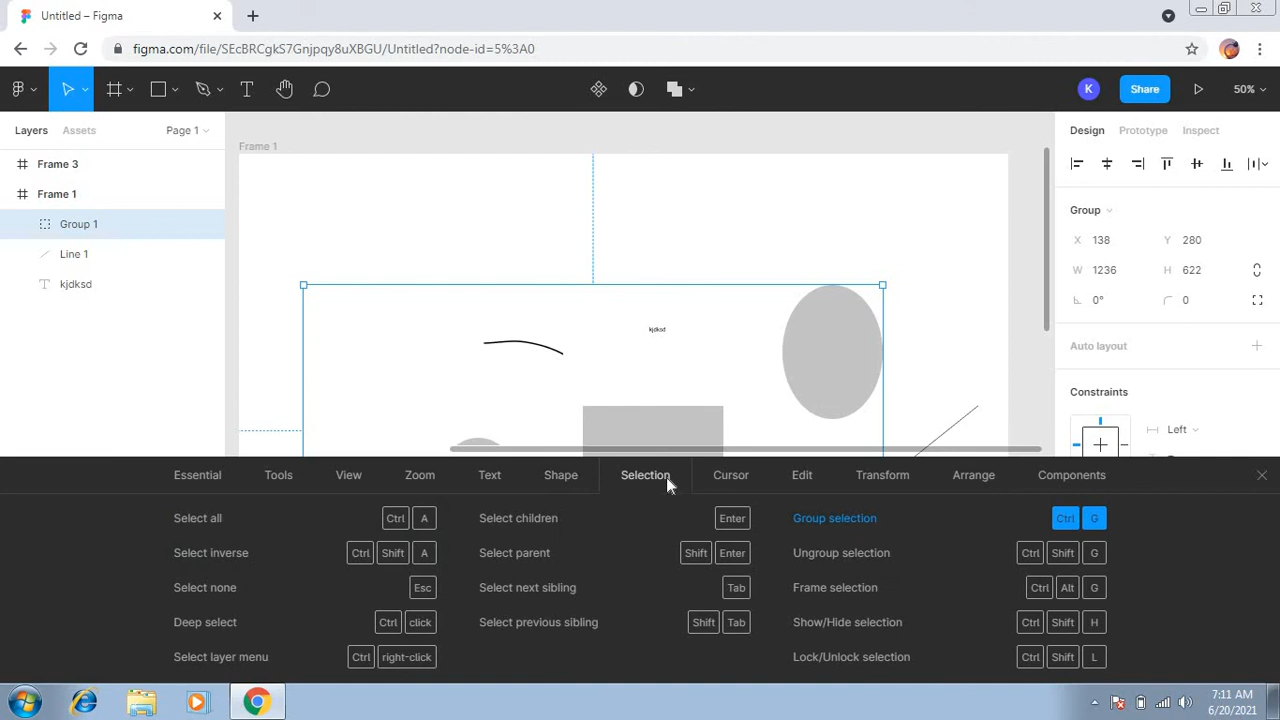 Untitled – Figma
figma.com/file/SEcBRCgkS7Gnjpqy8uXBGU/Untitled?node-id=5%3A0
K
Share
50%
Layers
Assets
Page 1
Design
Prototype
Inspect
Frame 3
Frame 1
Group 1
Line 1
kjdksd
Frame 1
kjdksd
Group
X 138 Y 280
W 1236 H 622
0° 0
Auto layout
Constraints
Left
Essential Tools View Zoom Text Shape Selection Cursor Edit Transform Arrange Components
Select all Ctrl A
Select inverse Ctrl Shift A
Select none Esc
Deep select Ctrl click
Select layer menu Ctrl right-click
Select children Enter
Select parent Shift Enter
Select next sibling Tab
Select previous sibling Shift Tab
Group selection Ctrl G
Ungroup selection Ctrl Shift G
Frame selection Ctrl Alt G
Show/Hide selection Ctrl Shift H
Lock/Unlock selection Ctrl Shift L
7:11 AM
6/20/2021